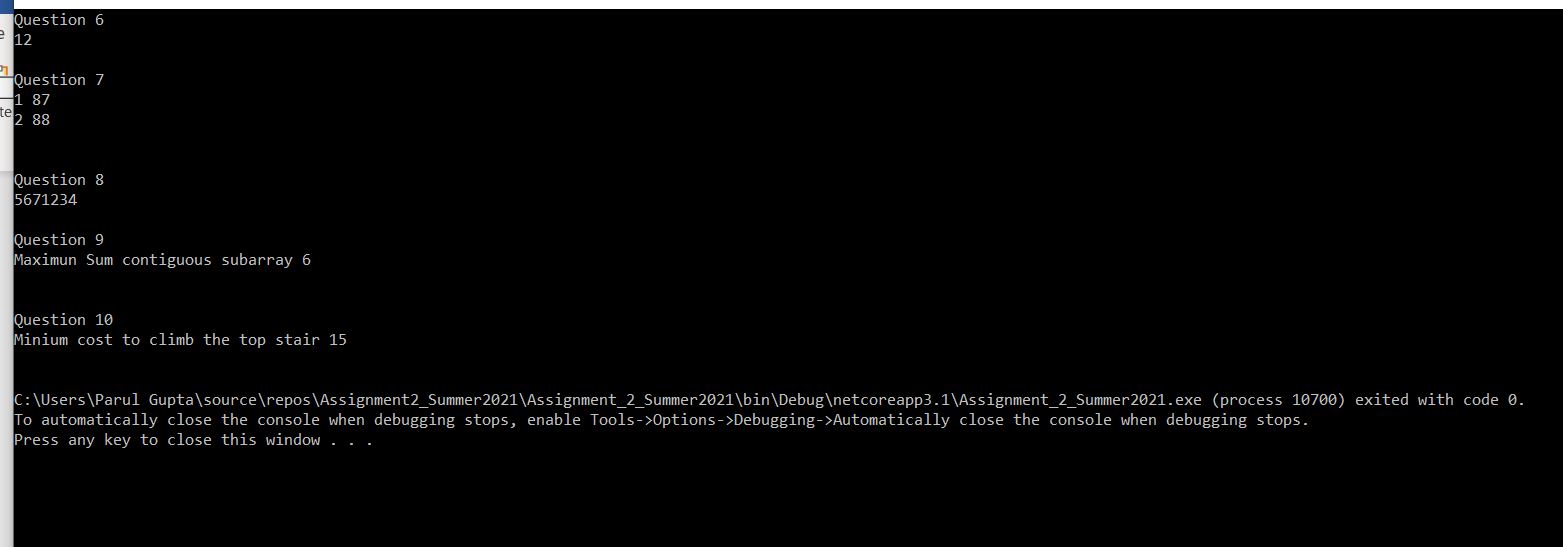 Question 6
12
Question 7
1 87
2 88
Question 8
5671234
Question 9
Maximun Sum contiguous subarray 6
Question 10
Minium cost to climb the top stair 15
C:\Users\Parul Gupta\source\repos\Assignment2_Summer2021\Assignment_2_Summer2021\bin\Debug\netcoreapp3.1\Assignment_2_Summer2021.exe (process 10700) exited with code 0.
To automatically close the console when debugging stops, enable Tools->Options->Debugging->Automatically close the console when debugging stops.
Press any key to close this window . . .